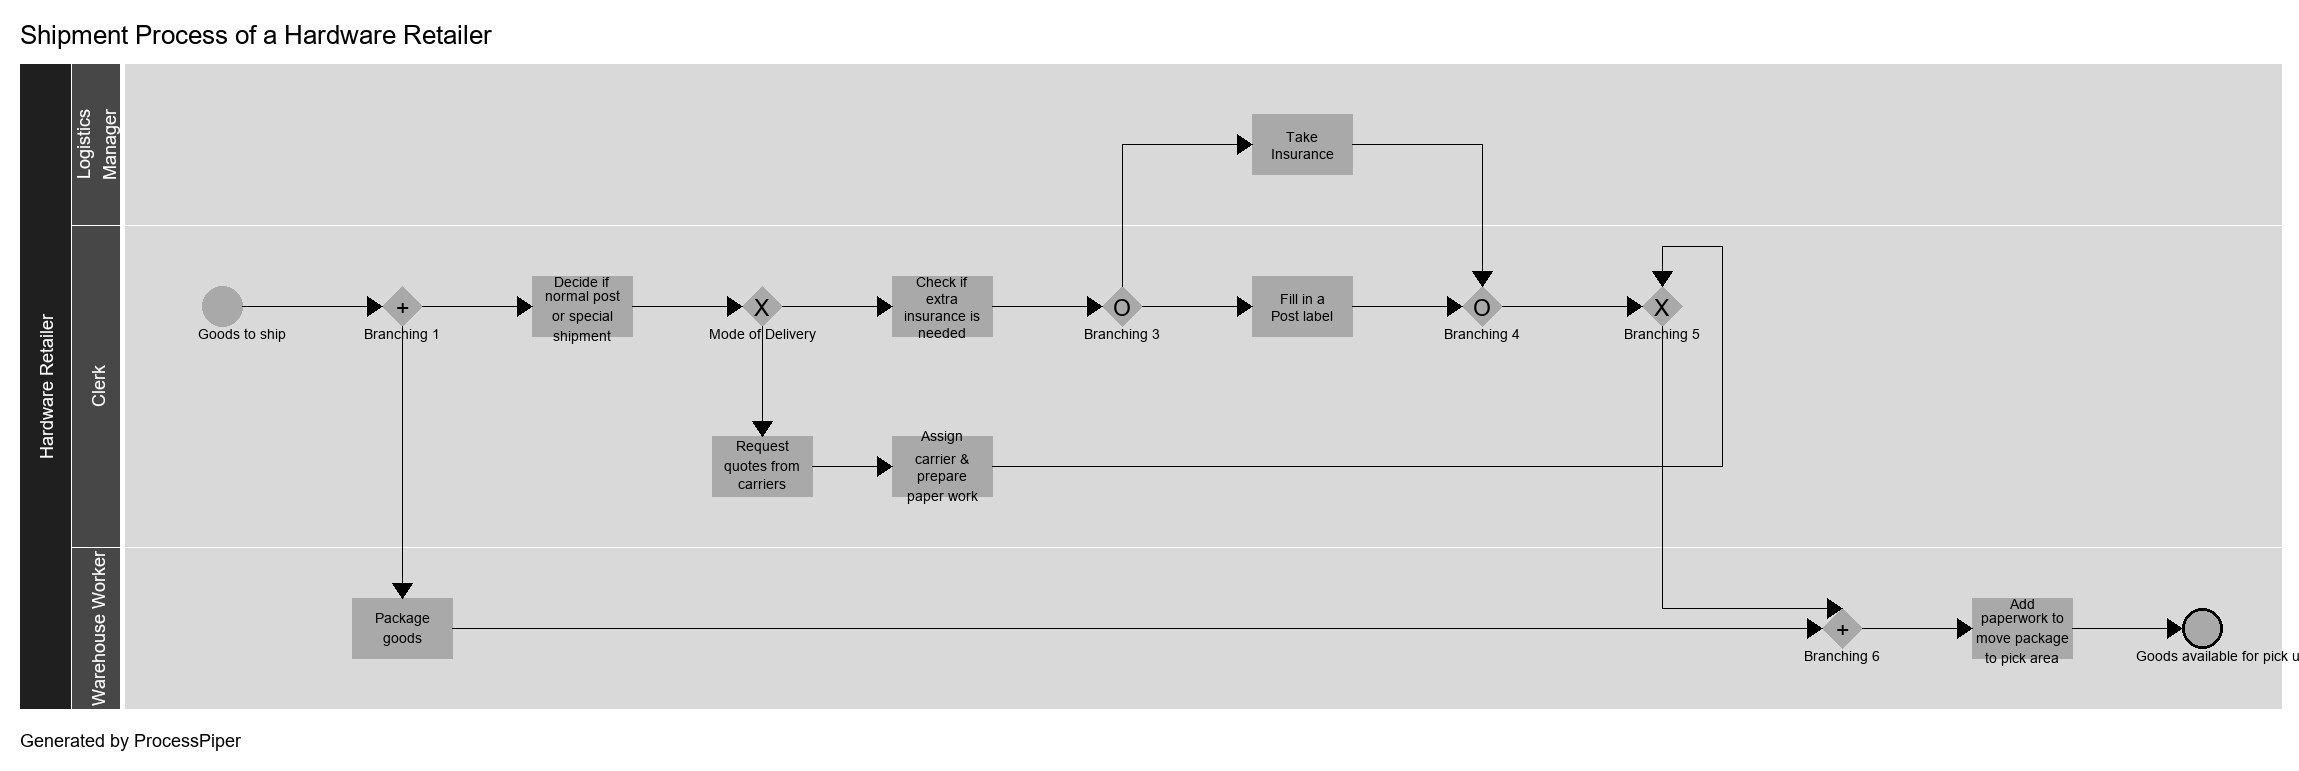 Shipment Process of a Hardware Retailer
Hardware Retailer
Logistics
Manager
Take
Insurance
Clerk
Goods to ship
+
Branching 1
Decide if
normal post
or special
shipment
X
Mode of Delivery
Check if
extra
insurance is
needed
O
Branching 3
Fill in a
Post label
O
Branching 4
X
Branching 5
Request
quotes from
carriers
Assign
carrier &
prepare
paper work
Warehouse Worker
Package
goods
+
Branching 6
Add
paperwork to
move package
to pick area
Goods available for pick u
Generated by ProcessPiper